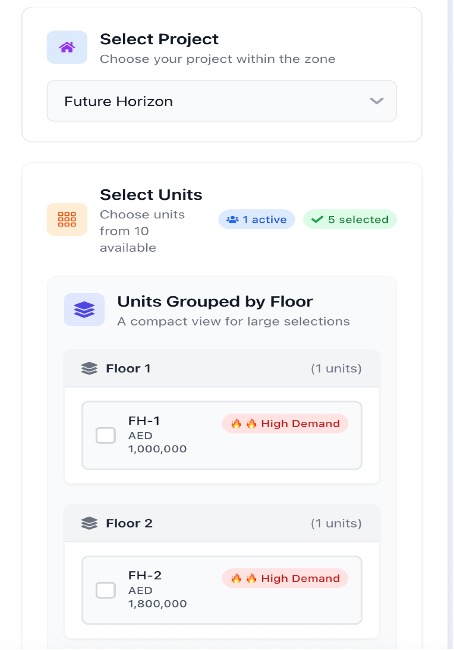 Select Project
Choose your project within the zone
Future Horizon
Select Units
Choose units
from 10
available
1 active
5 selected
Units Grouped by Floor
A compact view for large selections
Floor 1
(1 units)
FH-1
AED
1,000,000
🔥🔥 High Demand
Floor 2
(1 units)
FH-2
AED
1,800,000
🔥🔥 High Demand